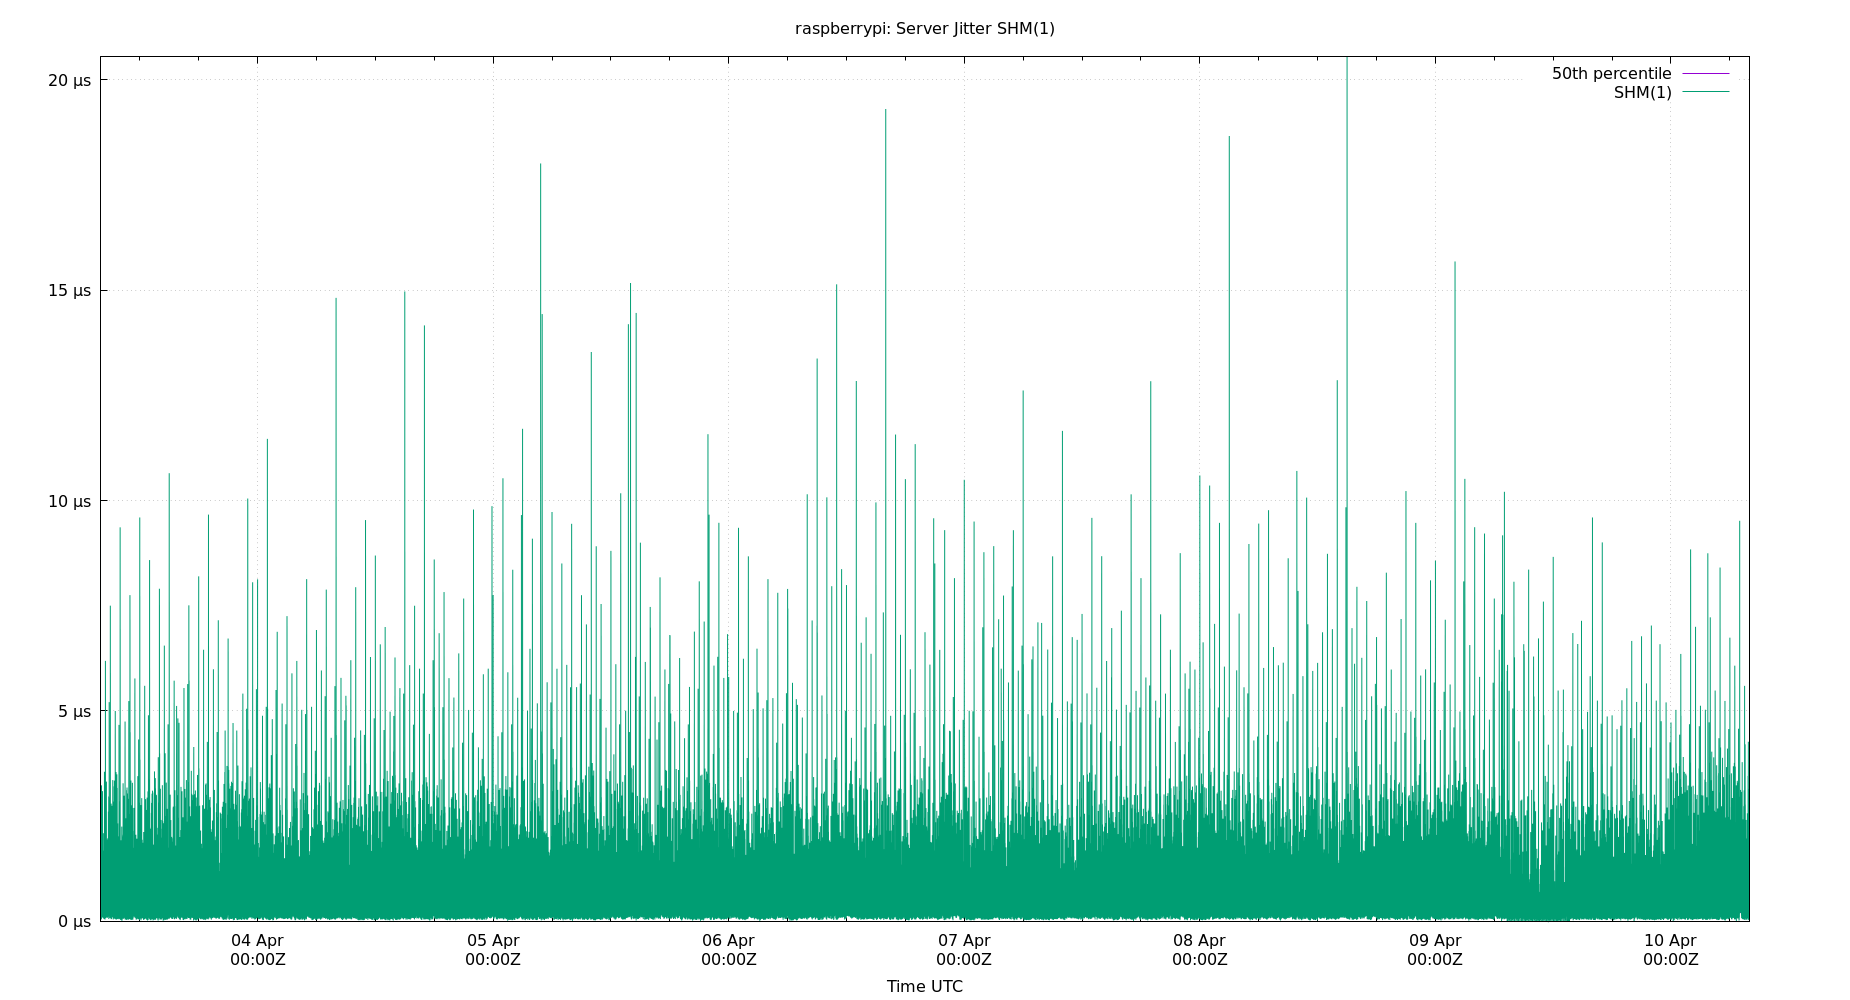 raspberrypi: Server Jitter SHM(1)
50th percentile
SHM(1)
20 µs
15 µs
10 µs
5 µs
0 µs
04 Apr 05 Apr 06 Apr 07 Apr 08 Apr 09 Apr 10 Apr
00:00Z 00:00Z 00:00Z 00:00Z 00:00Z 00:00Z 00:00Z
Time UTC